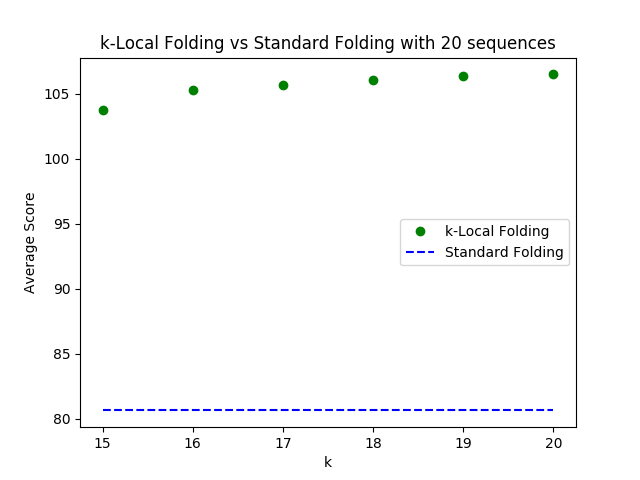 k-Local Folding vs Standard Folding with 20 sequences
Average Score
105
100
95
90
85
80
k-Local Folding
Standard Folding
15 16 17 18 19 20
k